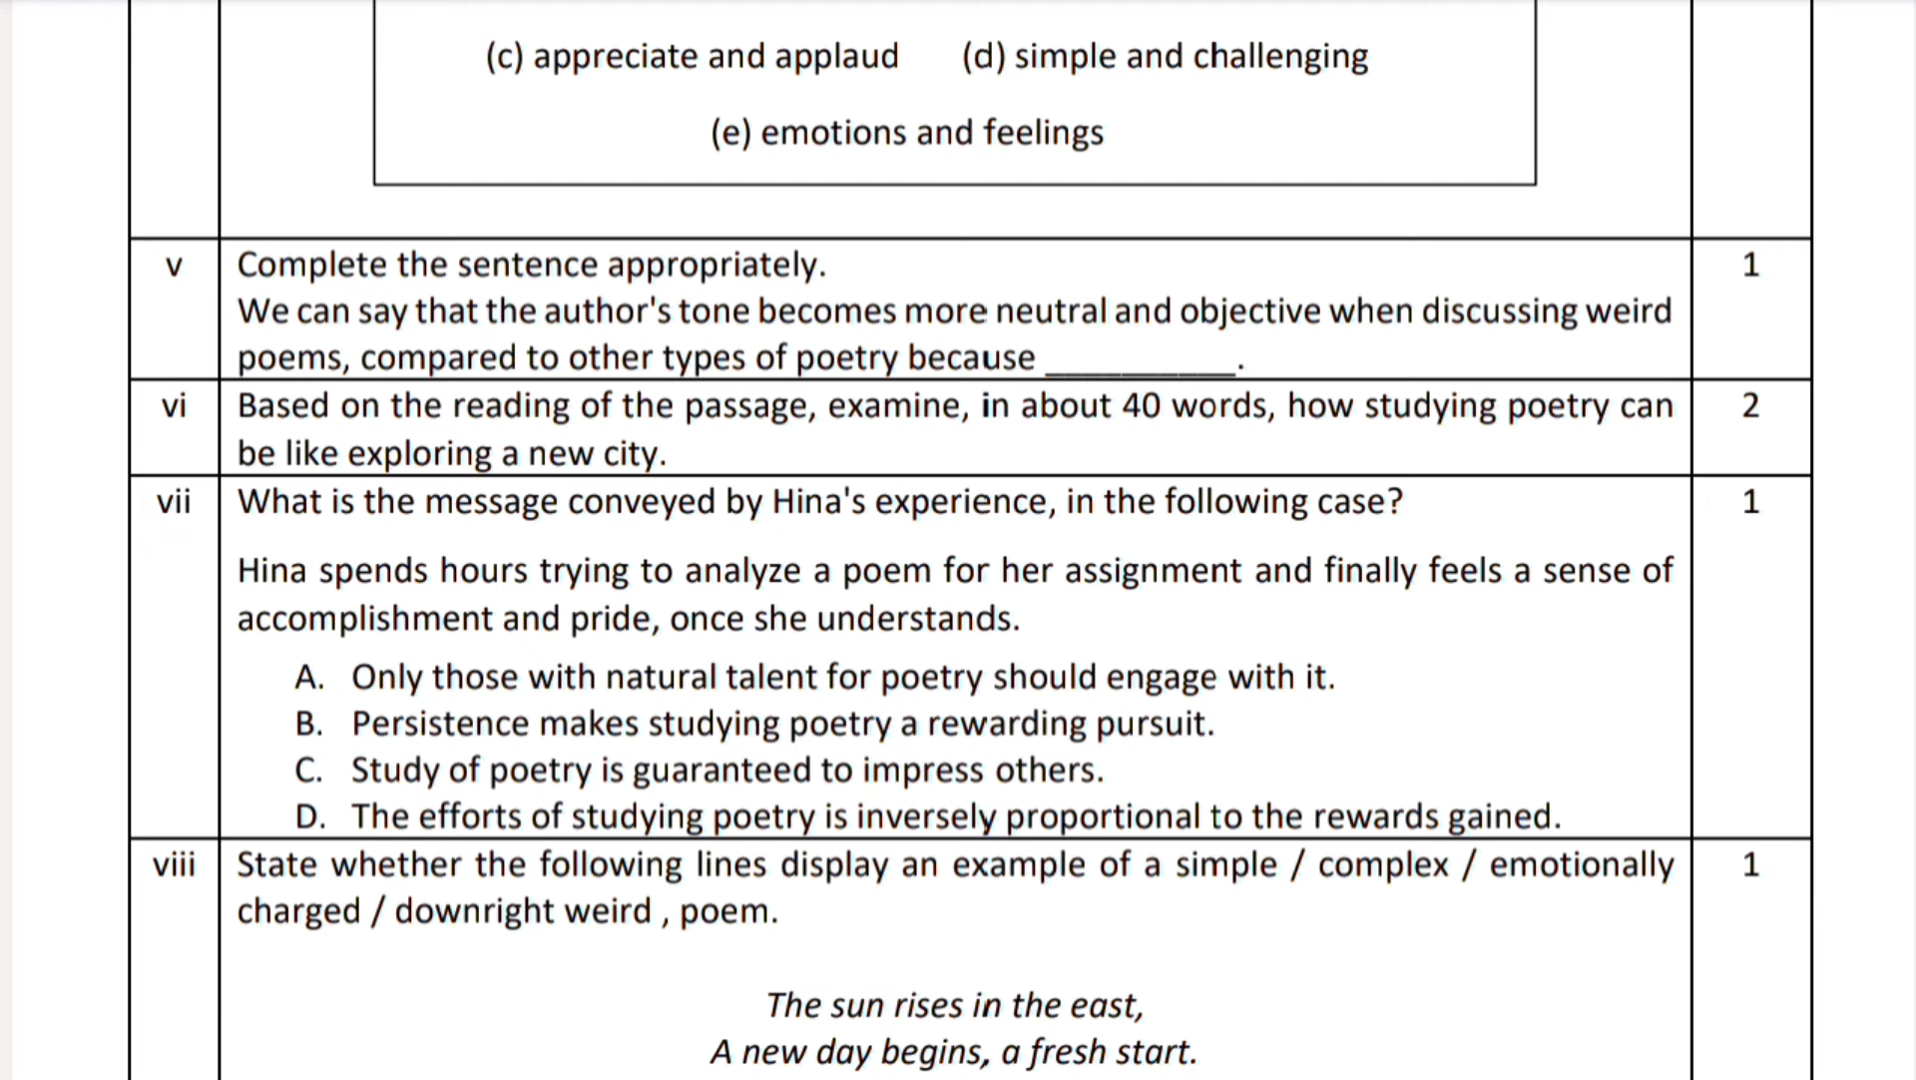 (c) appreciate and applaud (d) simple and challenging
(e) emotions and feelings
v Complete the sentence appropriately. 1
We can say that the author's tone becomes more neutral and objective when discussing weird
poems, compared to other types of poetry because __________.
vi Based on the reading of the passage, examine, in about 40 words, how studying poetry can 2
be like exploring a new city.
vii What is the message conveyed by Hina's experience, in the following case? 1
Hina spends hours trying to analyze a poem for her assignment and finally feels a sense of
accomplishment and pride, once she understands.
A. Only those with natural talent for poetry should engage with it.
B. Persistence makes studying poetry a rewarding pursuit.
C. Study of poetry is guaranteed to impress others.
D. The efforts of studying poetry is inversely proportional to the rewards gained.
viii State whether the following lines display an example of a simple / complex / emotionally 1
charged / downright weird , poem.
The sun rises in the east,
A new day begins, a fresh start.